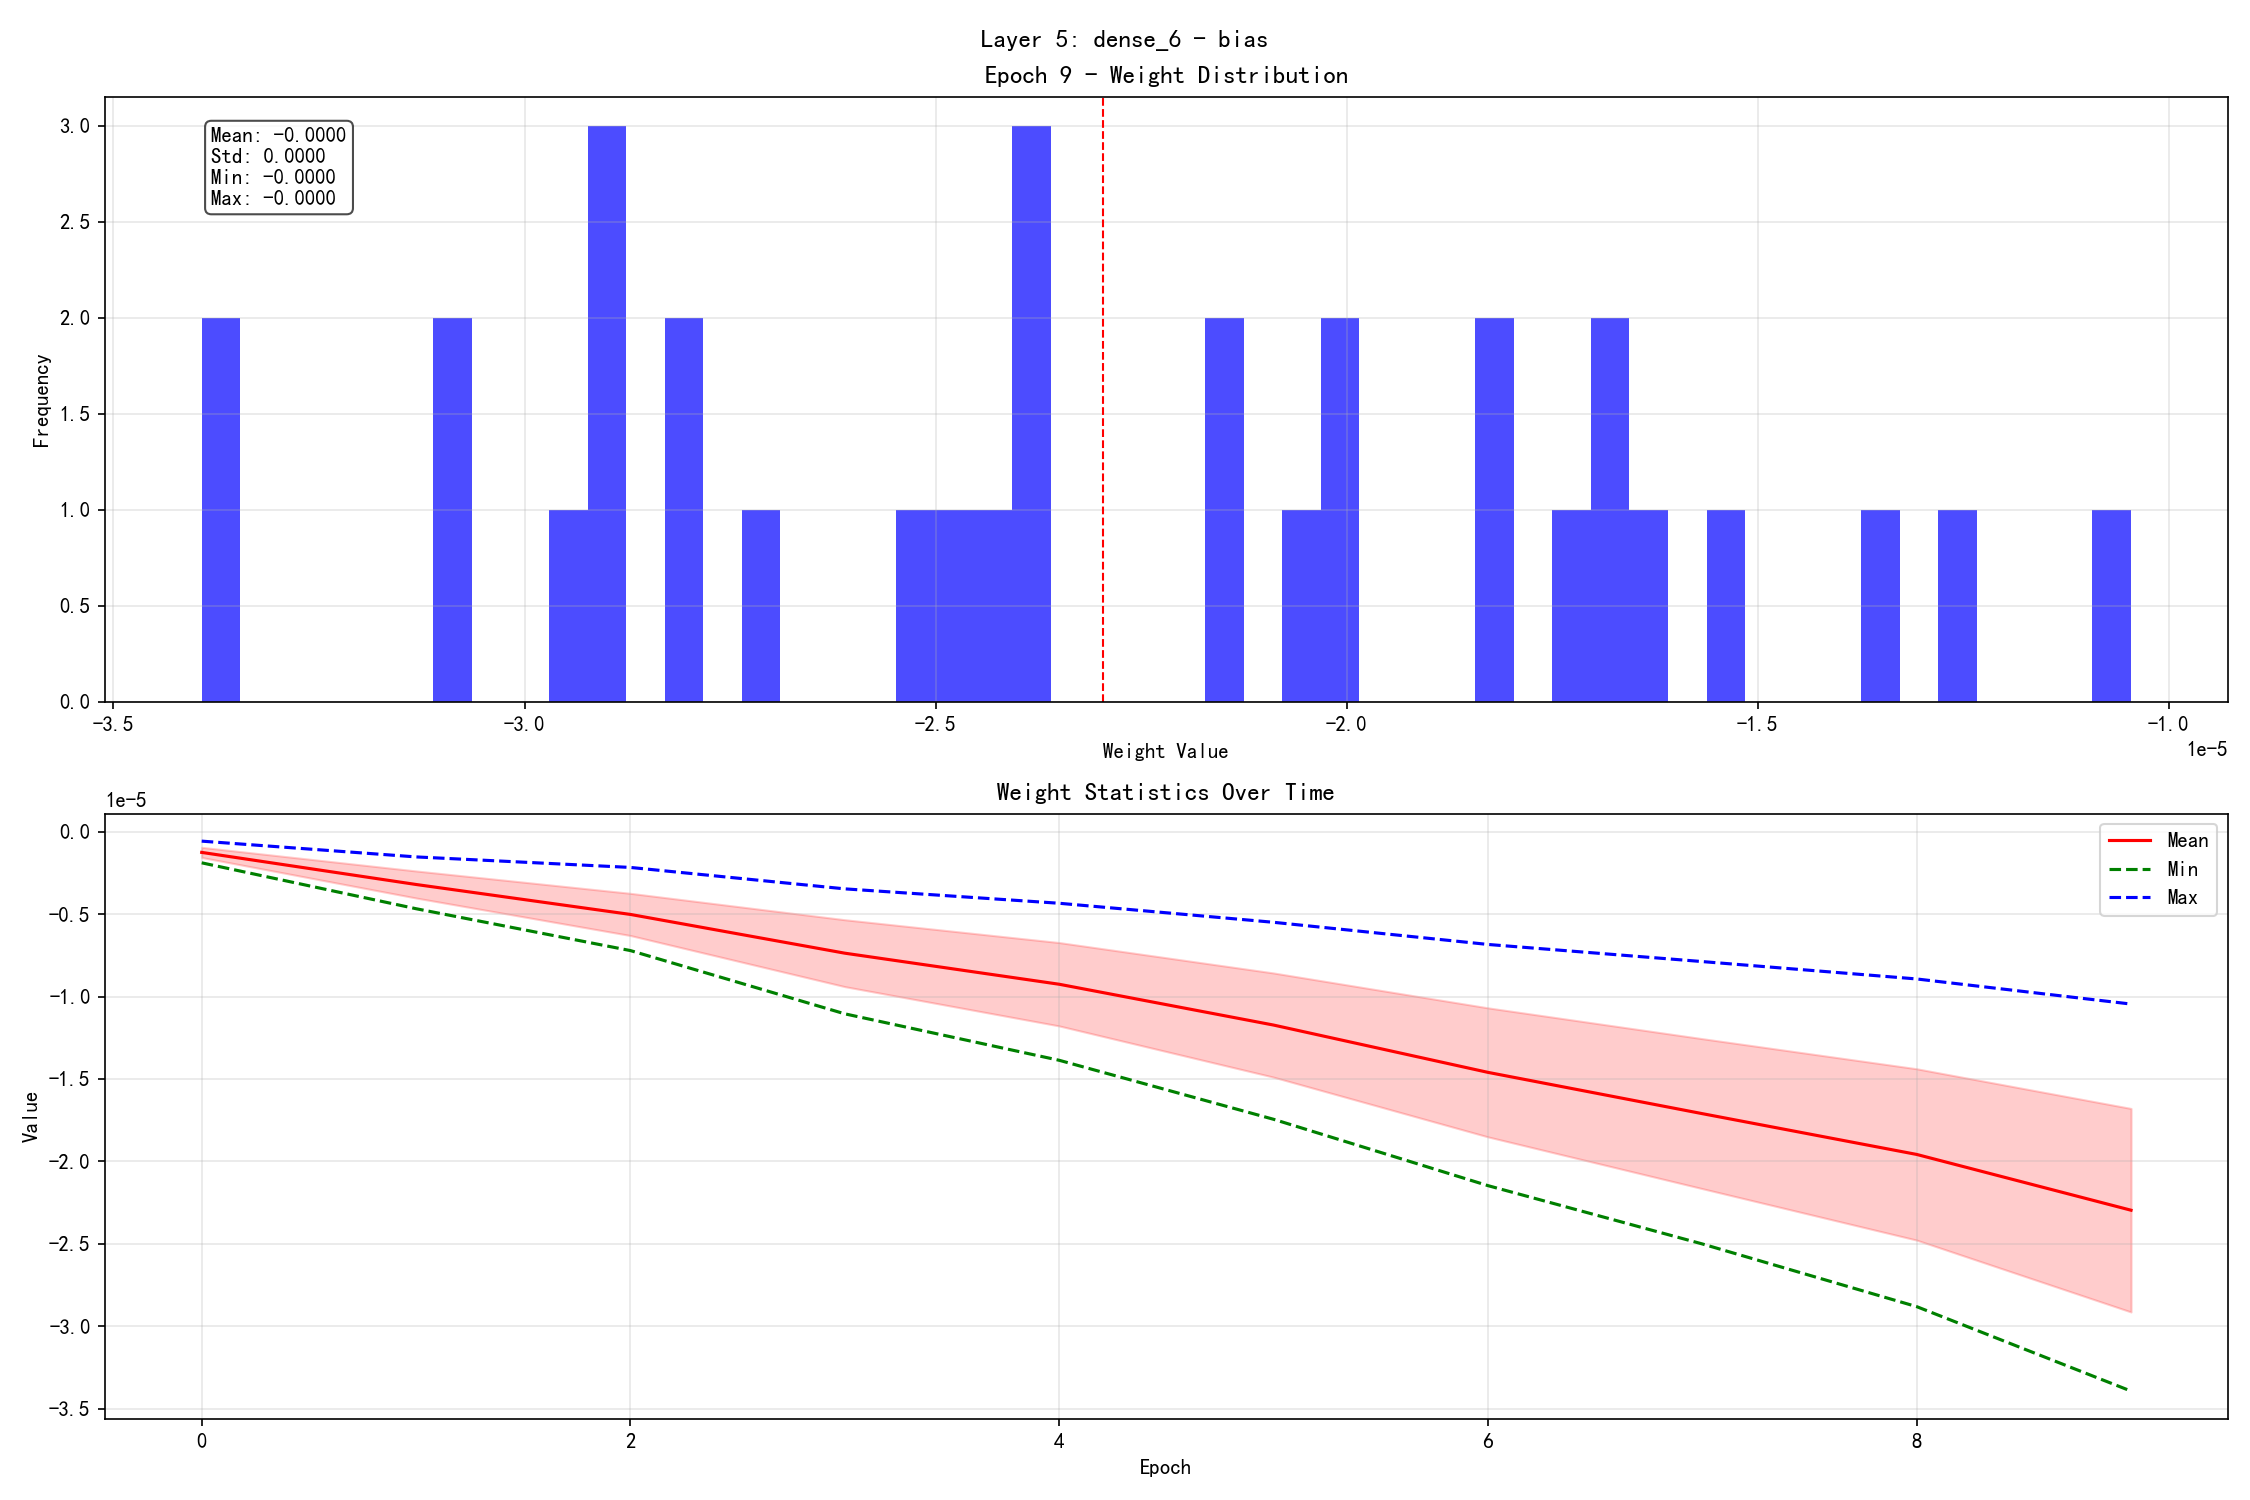 Layer 5: dense_6 - bias
Epoch 9 - Weight Distribution
Mean: -0.0000
Std: 0.0000
Min: -0.0000
Max: -0.0000
3.0
2.5
2.0
1.5
1.0
0.5
0.0
Frequency
-3.5 -3.0 -2.5 -2.0 -1.5 -1.0
1e-5
Weight Value
Weight Statistics Over Time
1e-5
0.0
-0.5
-1.0
-1.5
-2.0
-2.5
-3.0
-3.5
Value
Mean
Min
Max
0 2 4 6 8
Epoch